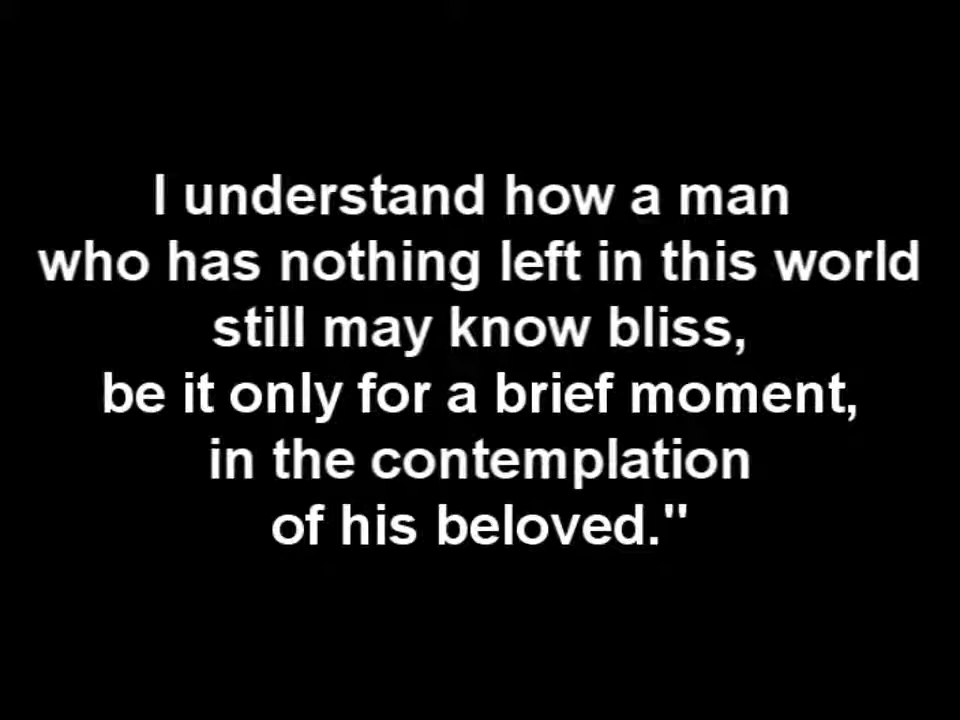 I understand how a man
who has nothing left in this world
still may know bliss,
be it only for a brief moment,
in the contemplation
of his beloved."